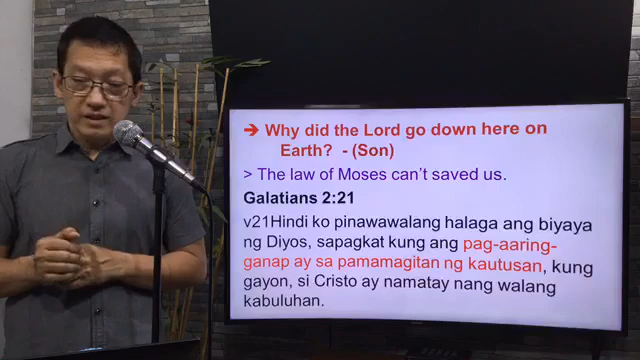 ➔ Why did the Lord go down here on
Earth? - (Son)
> The law of Moses can't saved us.
Galatians 2:21
v21Hindi ko pinawawalang halaga ang biyaya
ng Diyos, sapagkat kung ang pag-aaring-
ganap ay sa pamamagitan ng kautusan, kung
gayon, si Cristo ay namatay nang walang
kabuluhan.